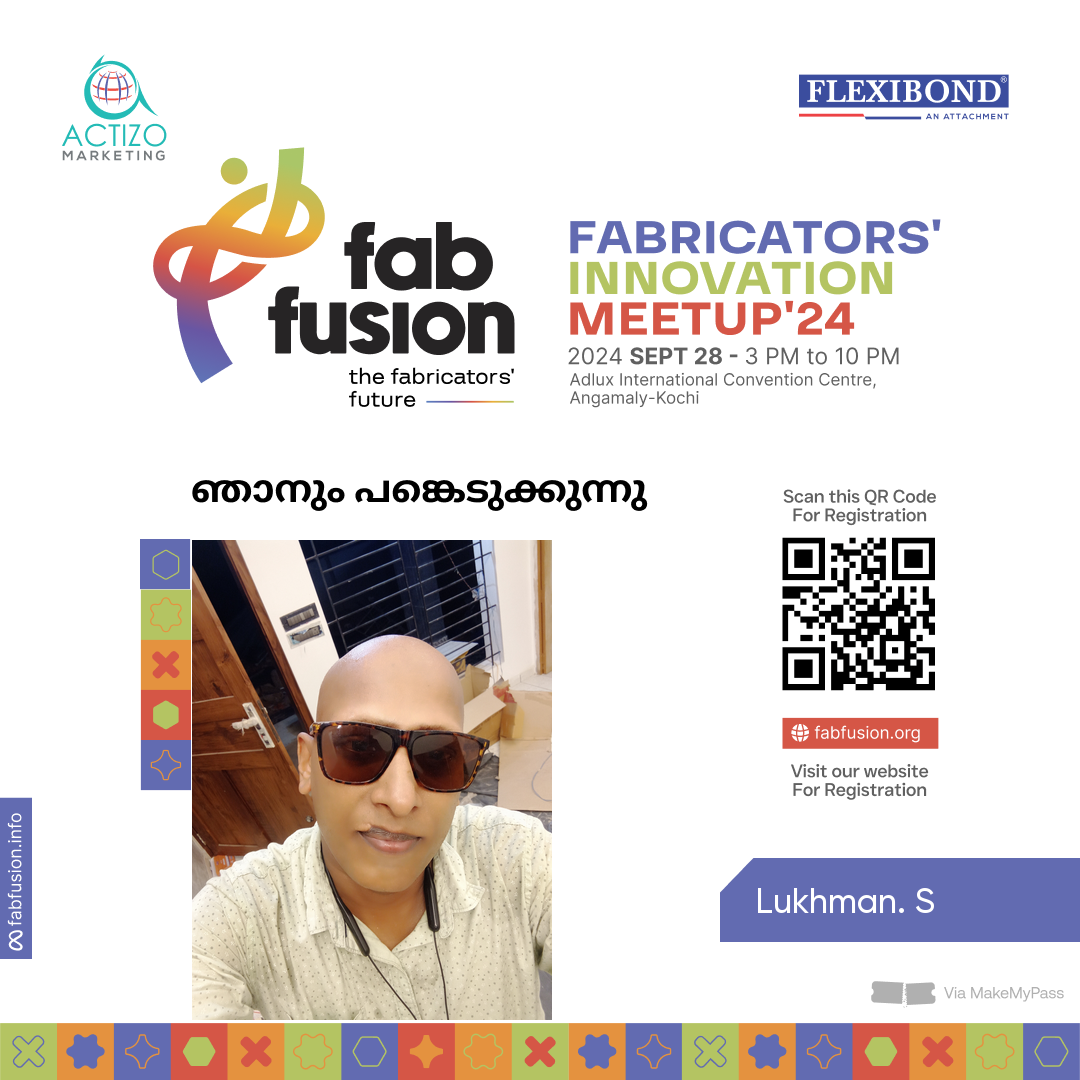 ACTIZO
MARKETING
FLEXIBOND®
AN ATTACHMENT
fab
fusion
the fabricators'
future
FABRICATORS'
INNOVATION
MEETUP'24
2024 SEPT 28 - 3 PM to 10 PM
Adlux International Convention Centre,
Angamaly-Kochi
ഞാനും പങ്കെടുക്കുന്നു
Scan this QR Code
For Registration
fabfusion.org
Visit our website
For Registration
fabfusion.info
Lukhman. S
Via MakeMyPass